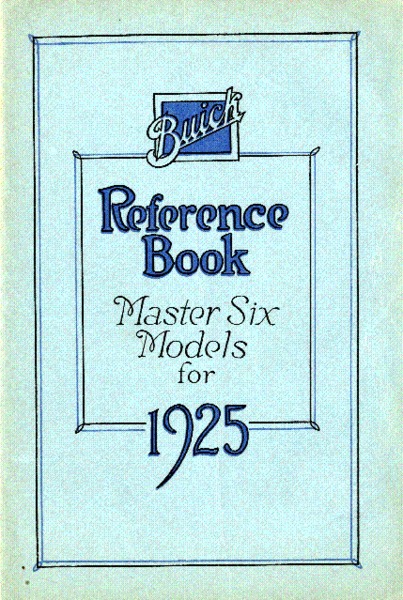 Buick
Reference
Book
Master Six
Models
for
1925